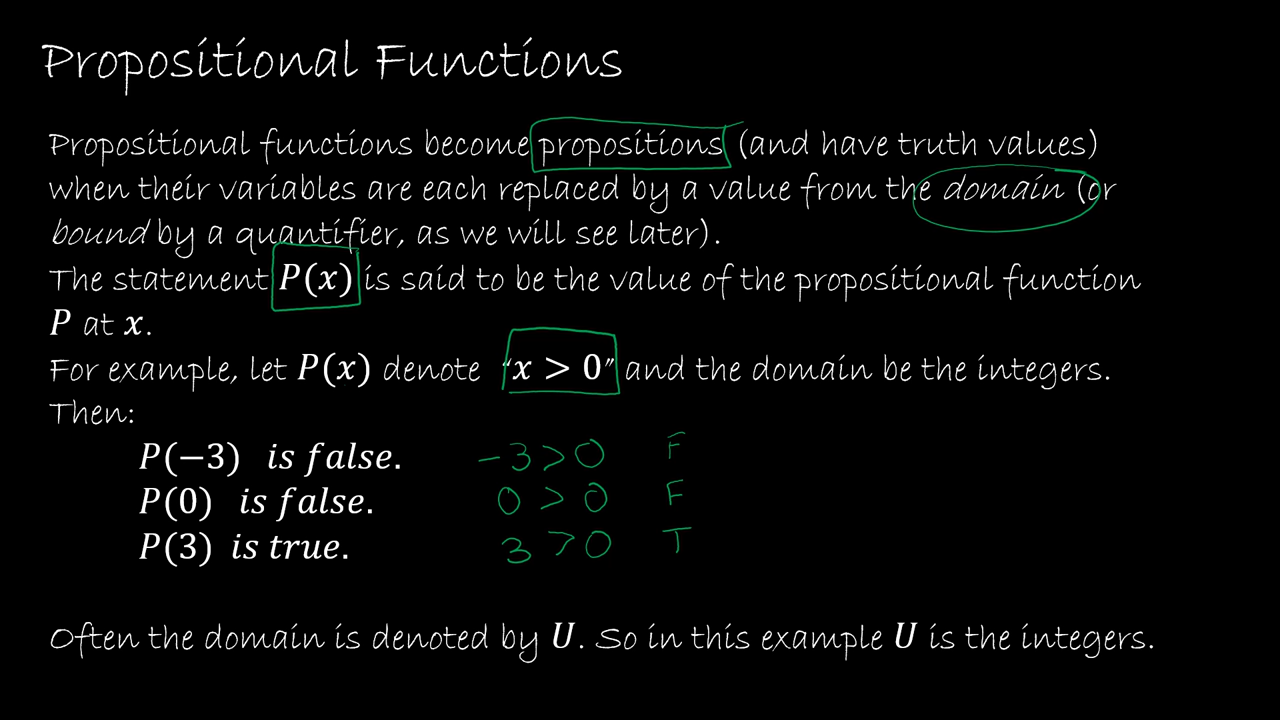 Propositional Functions
Propositional functions become propositions (and have truth values)
when their variables are each replaced by a value from the domain (or
bound by a quantifier, as we will see later).
The statement P(x) is said to be the value of the propositional function
P at x.
For example, let P(x) denote “x > 0” and the domain be the integers.
Then:
P(−3) is false. −3 > 0 F
P(0) is false. 0 > 0 F
P(3) is true. 3 > 0 T
Often the domain is denoted by U. So in this example U is the integers.